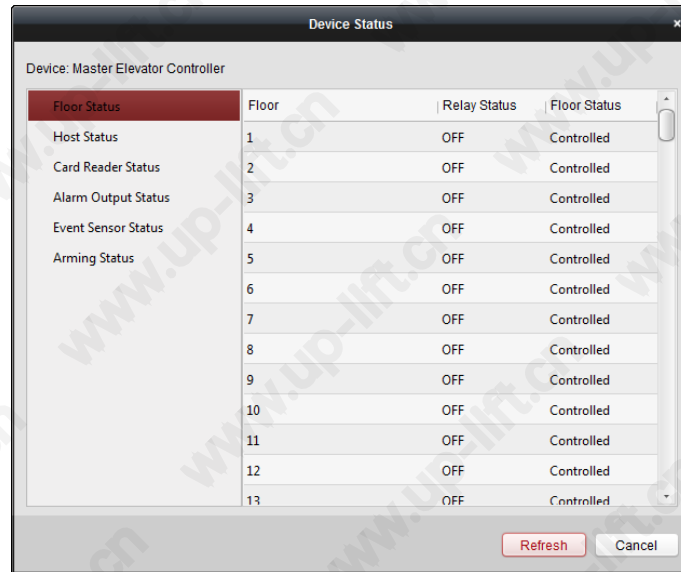 Device Status
×
Device: Master Elevator Controller
Floor Status
Host Status
Card Reader Status
Alarm Output Status
Event Sensor Status
Arming Status
Floor Relay Status Floor Status
1 OFF Controlled
2 OFF Controlled
3 OFF Controlled
4 OFF Controlled
5 OFF Controlled
6 OFF Controlled
7 OFF Controlled
8 OFF Controlled
9 OFF Controlled
10 OFF Controlled
11 OFF Controlled
12 OFF Controlled
13 OFF Controlled
Refresh Cancel
www.up-lift.cn